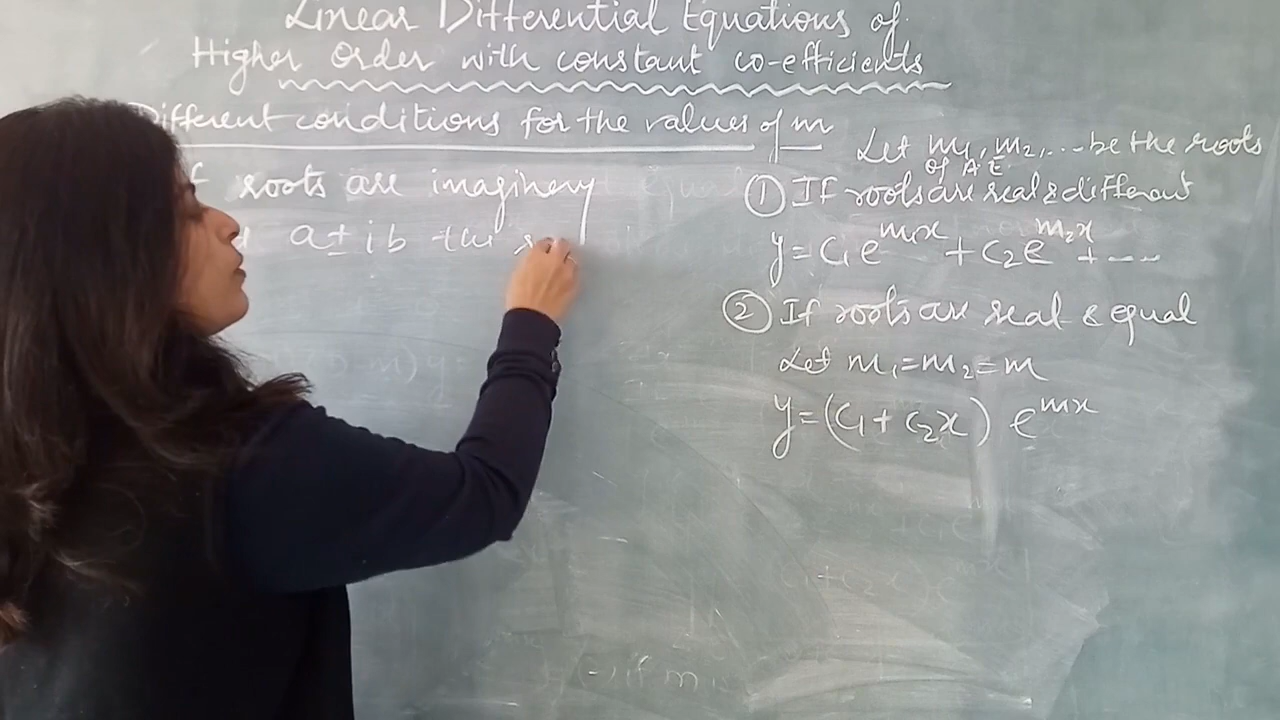 Linear Differential Equations of
Higher Order with constant co-efficients
Different conditions for the values of m
roots are imaginery
a ± ib
Let m₁, m₂, ... be the roots
of A E
① If roots are real & different
y = c₁e^{m₁x} + c₂e^{m₂x} + ---
② If roots are real & equal
Let m₁ = m₂ = m
y = (c₁ + c₂x) e^{mx}